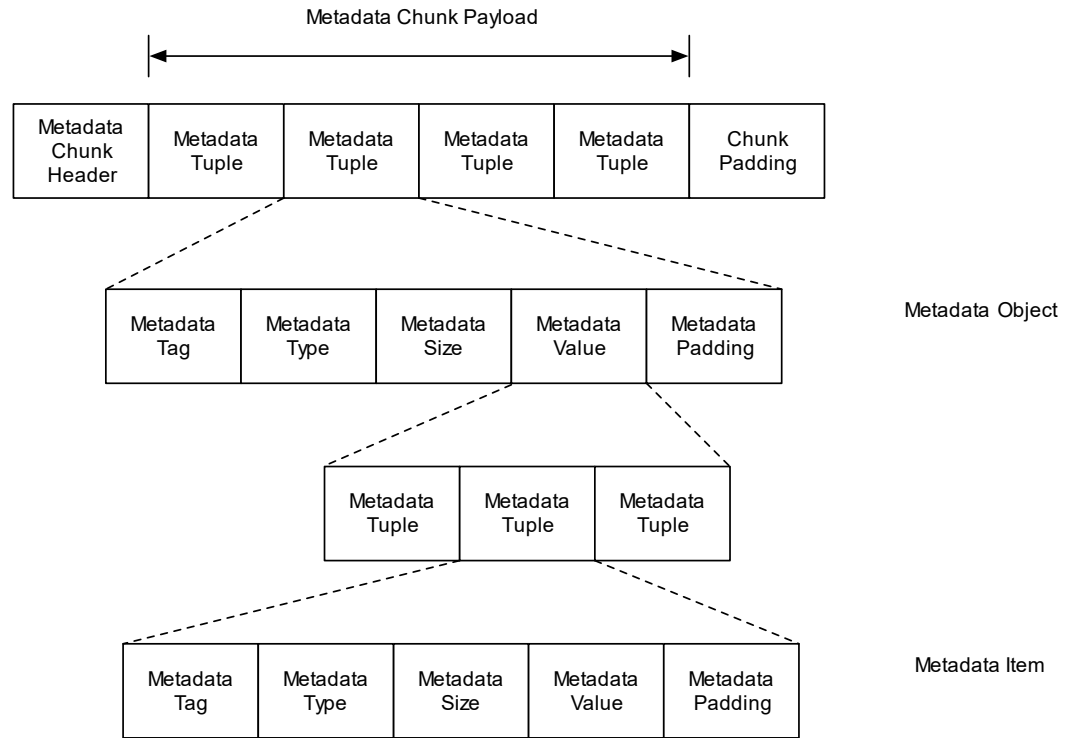 Metadata Chunk Payload
Metadata
Chunk
Header
Metadata
Tuple
Metadata
Tuple
Metadata
Tuple
Metadata
Tuple
Chunk
Padding
Metadata
Tag
Metadata
Type
Metadata
Size
Metadata
Value
Metadata
Padding
Metadata Object
Metadata
Tuple
Metadata
Tuple
Metadata
Tuple
Metadata
Tag
Metadata
Type
Metadata
Size
Metadata
Value
Metadata
Padding
Metadata Item